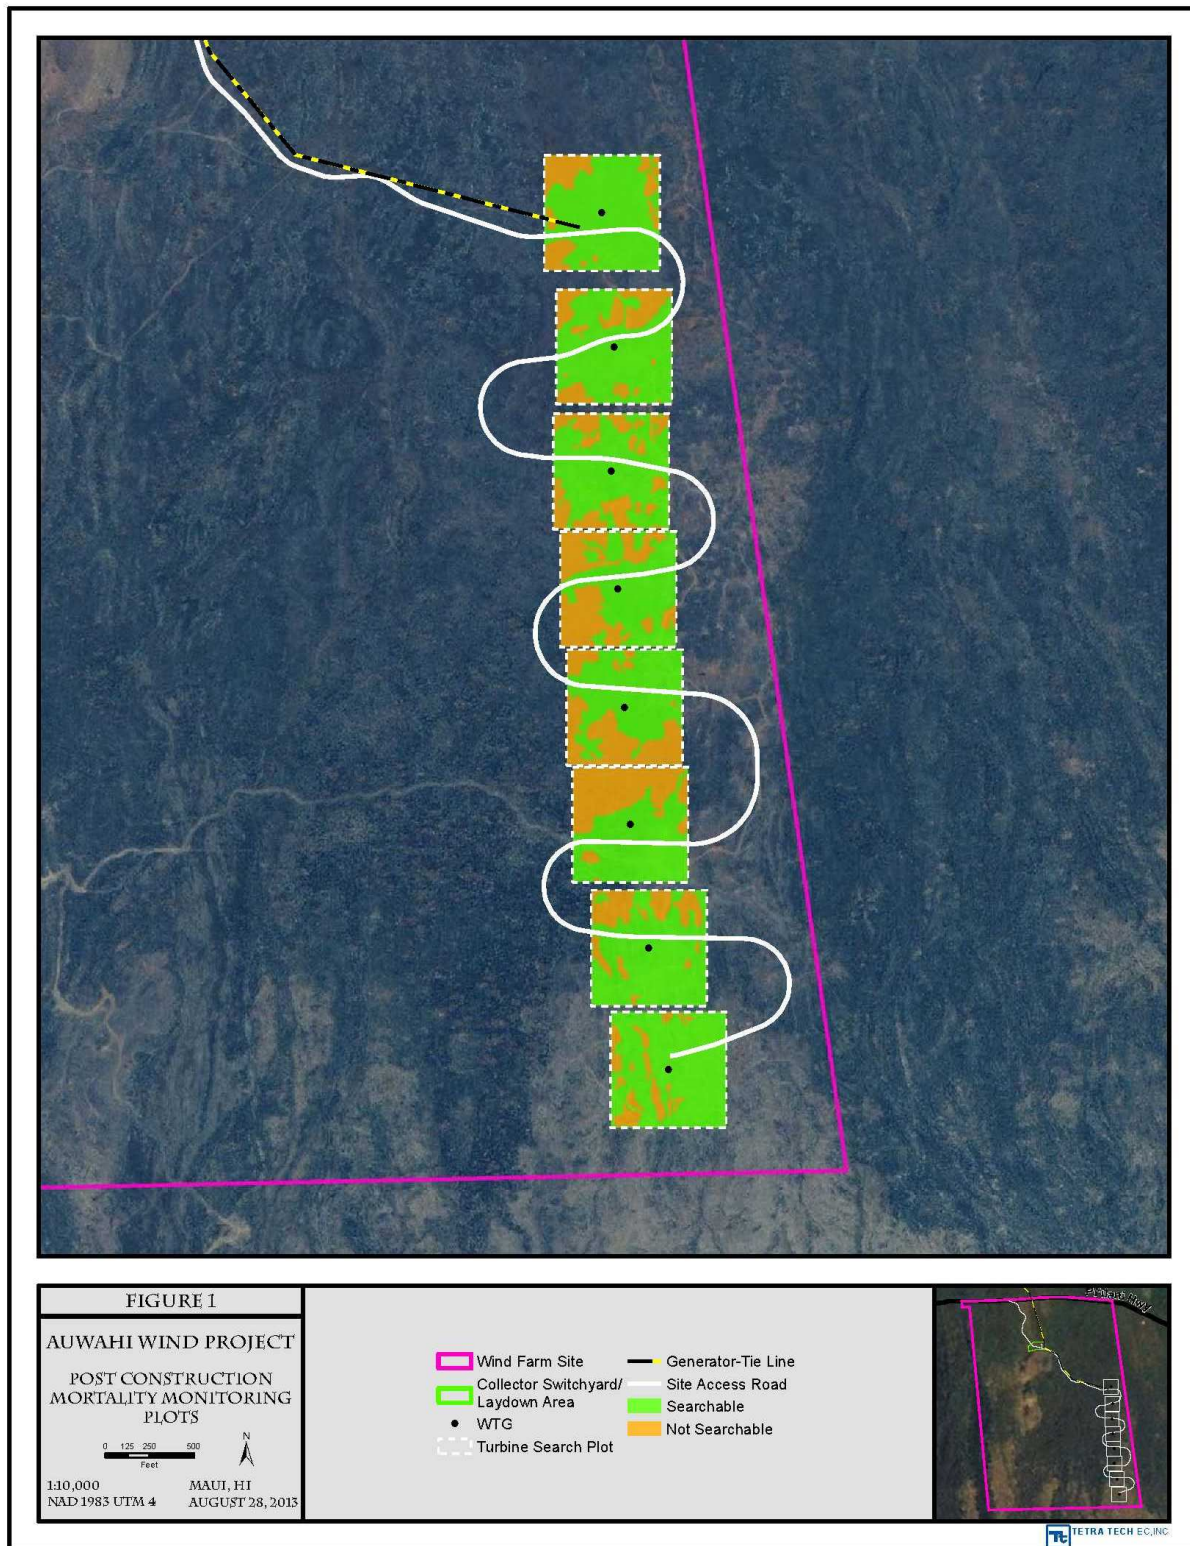 FIGURE 1
AUWAHI WIND PROJECT
POST CONSTRUCTION
MORTALITY MONITORING
PLOTS
0 125 250 500
Feet
N
1:10,000 MAUI, HI
NAD 1983 UTM 4 AUGUST 28, 2013
Wind Farm Site
Collector Switchyard/
Laydown Area
WTG
Turbine Search Plot
Generator-Tie Line
Site Access Road
Searchable
Not Searchable
Hwy
TETRA TECH EC, INC